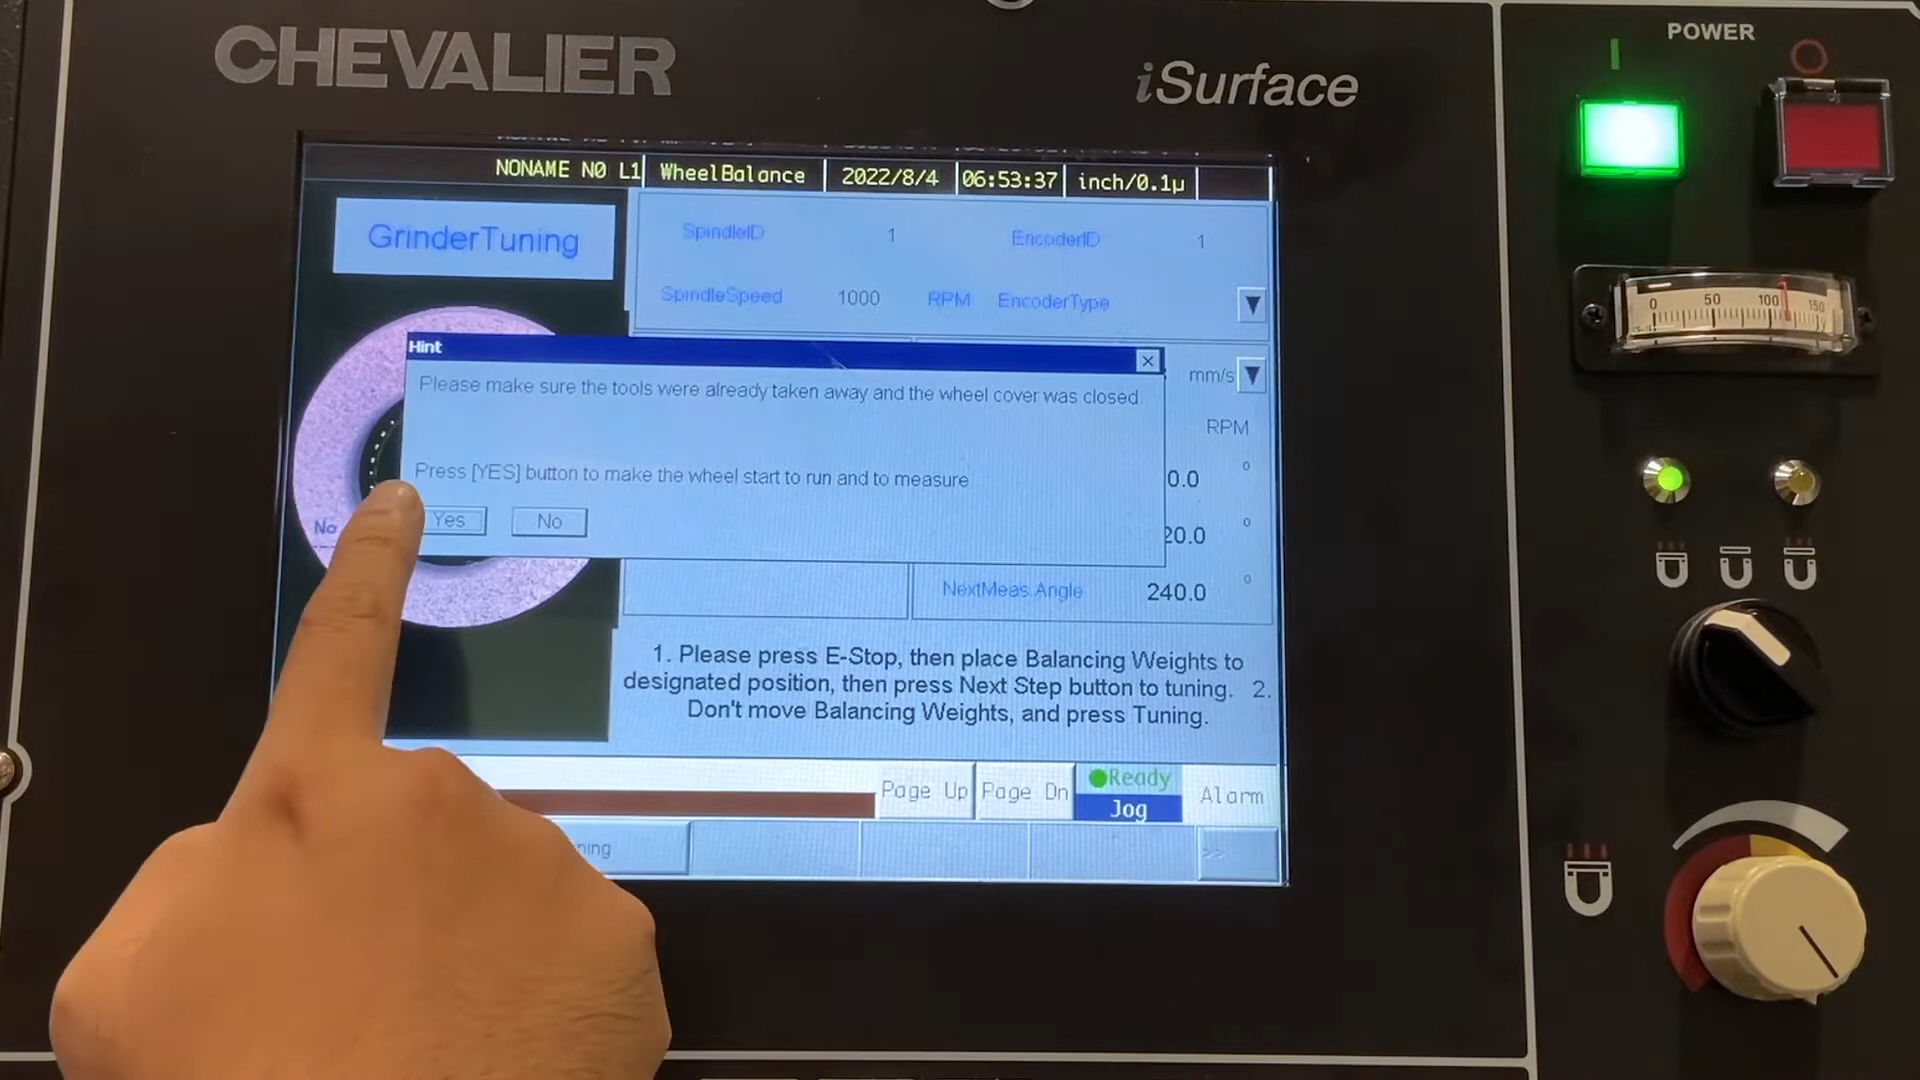 CHEVALIER
iSurface
POWER
NONAME N0 L1 WheelBalance 2022/8/4 06:53:37 inch/0.1μ
GrinderTuning
SpindleID 1 EncoderID 1
SpindleSpeed 1000 RPM EncoderType
0 50 100 150
Hint
Please make sure the tools were already taken away and the wheel cover was closed.
mm/s
RPM
Press [YES] button to make the wheel start to run and to measure
0.0 °
Yes No
No
20.0 °
NextMeas.Angle 240.0 °
1. Please press E-Stop, then place Balancing Weights to
designated position, then press Next Step button to tuning. 2.
Don't move Balancing Weights, and press Tuning.
Page Up Page Dn Ready Alarm
Jog
ning >>